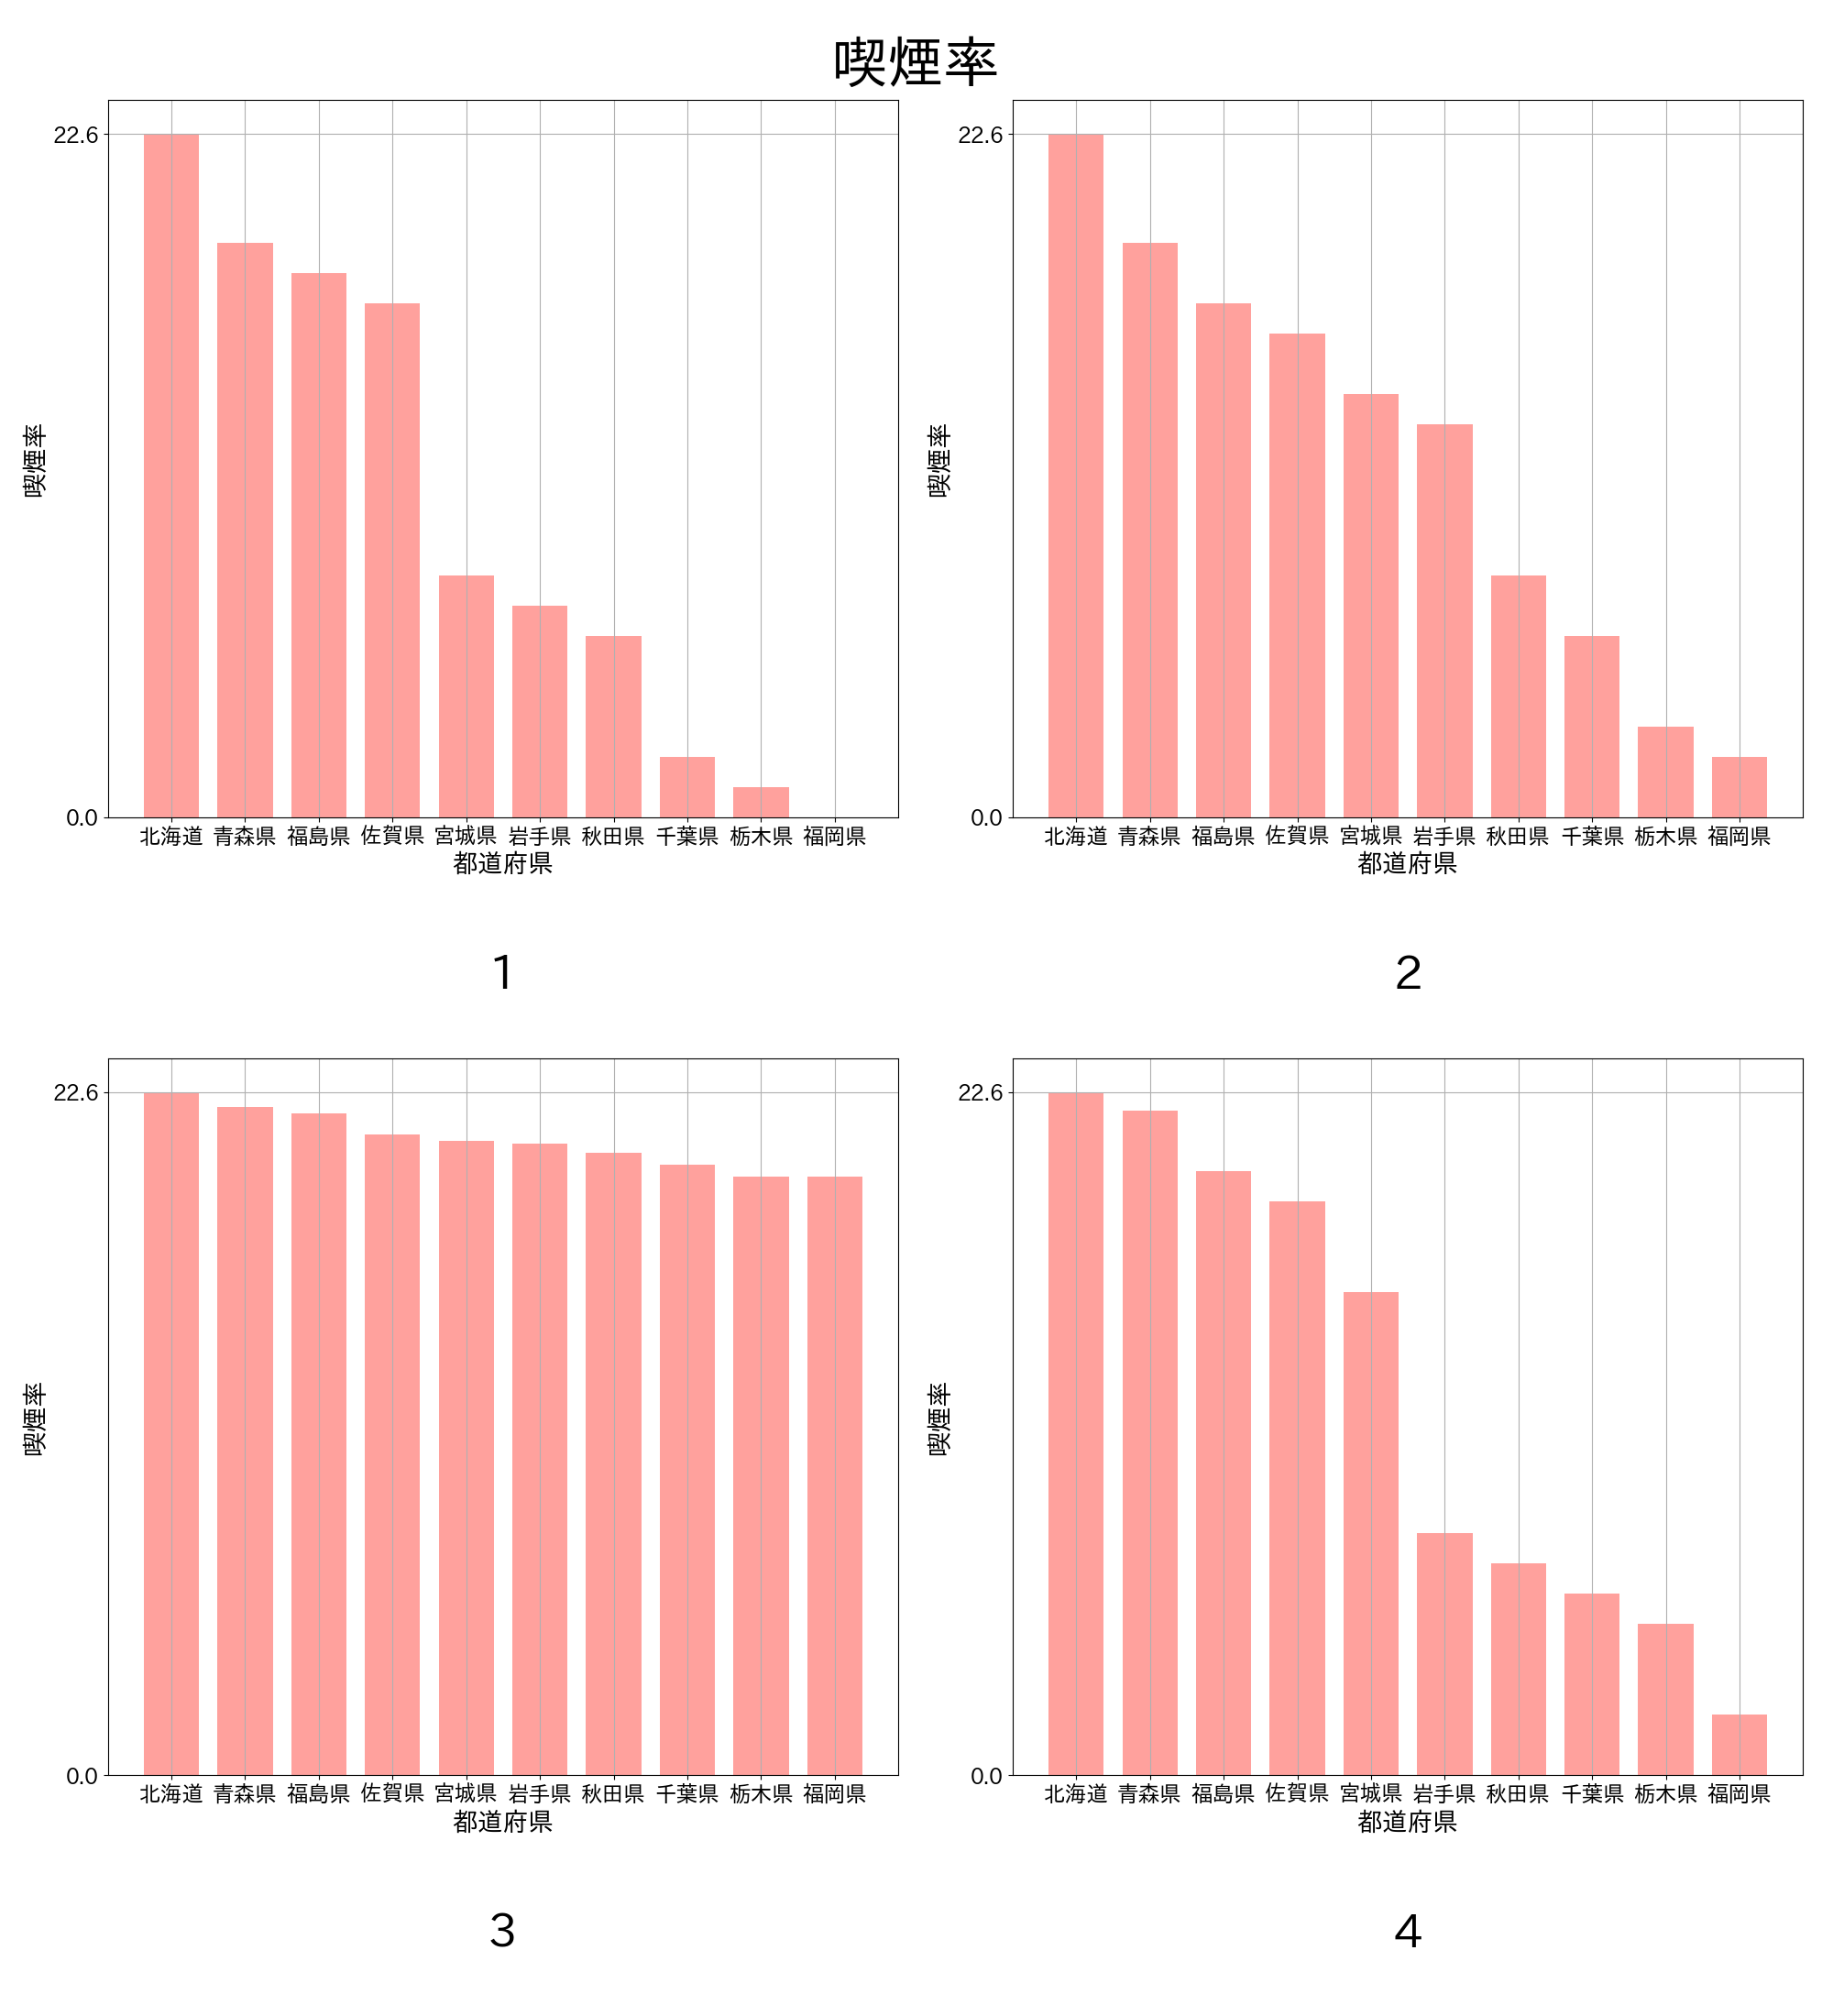 喫煙率
22.6
0.0
喫煙率
北海道 青森県 福島県 佐賀県 宮城県 岩手県 秋田県 千葉県 栃木県 福岡県
都道府県
1
22.6
0.0
喫煙率
北海道 青森県 福島県 佐賀県 宮城県 岩手県 秋田県 千葉県 栃木県 福岡県
都道府県
2
22.6
0.0
喫煙率
北海道 青森県 福島県 佐賀県 宮城県 岩手県 秋田県 千葉県 栃木県 福岡県
都道府県
3
22.6
0.0
喫煙率
北海道 青森県 福島県 佐賀県 宮城県 岩手県 秋田県 千葉県 栃木県 福岡県
都道府県
4